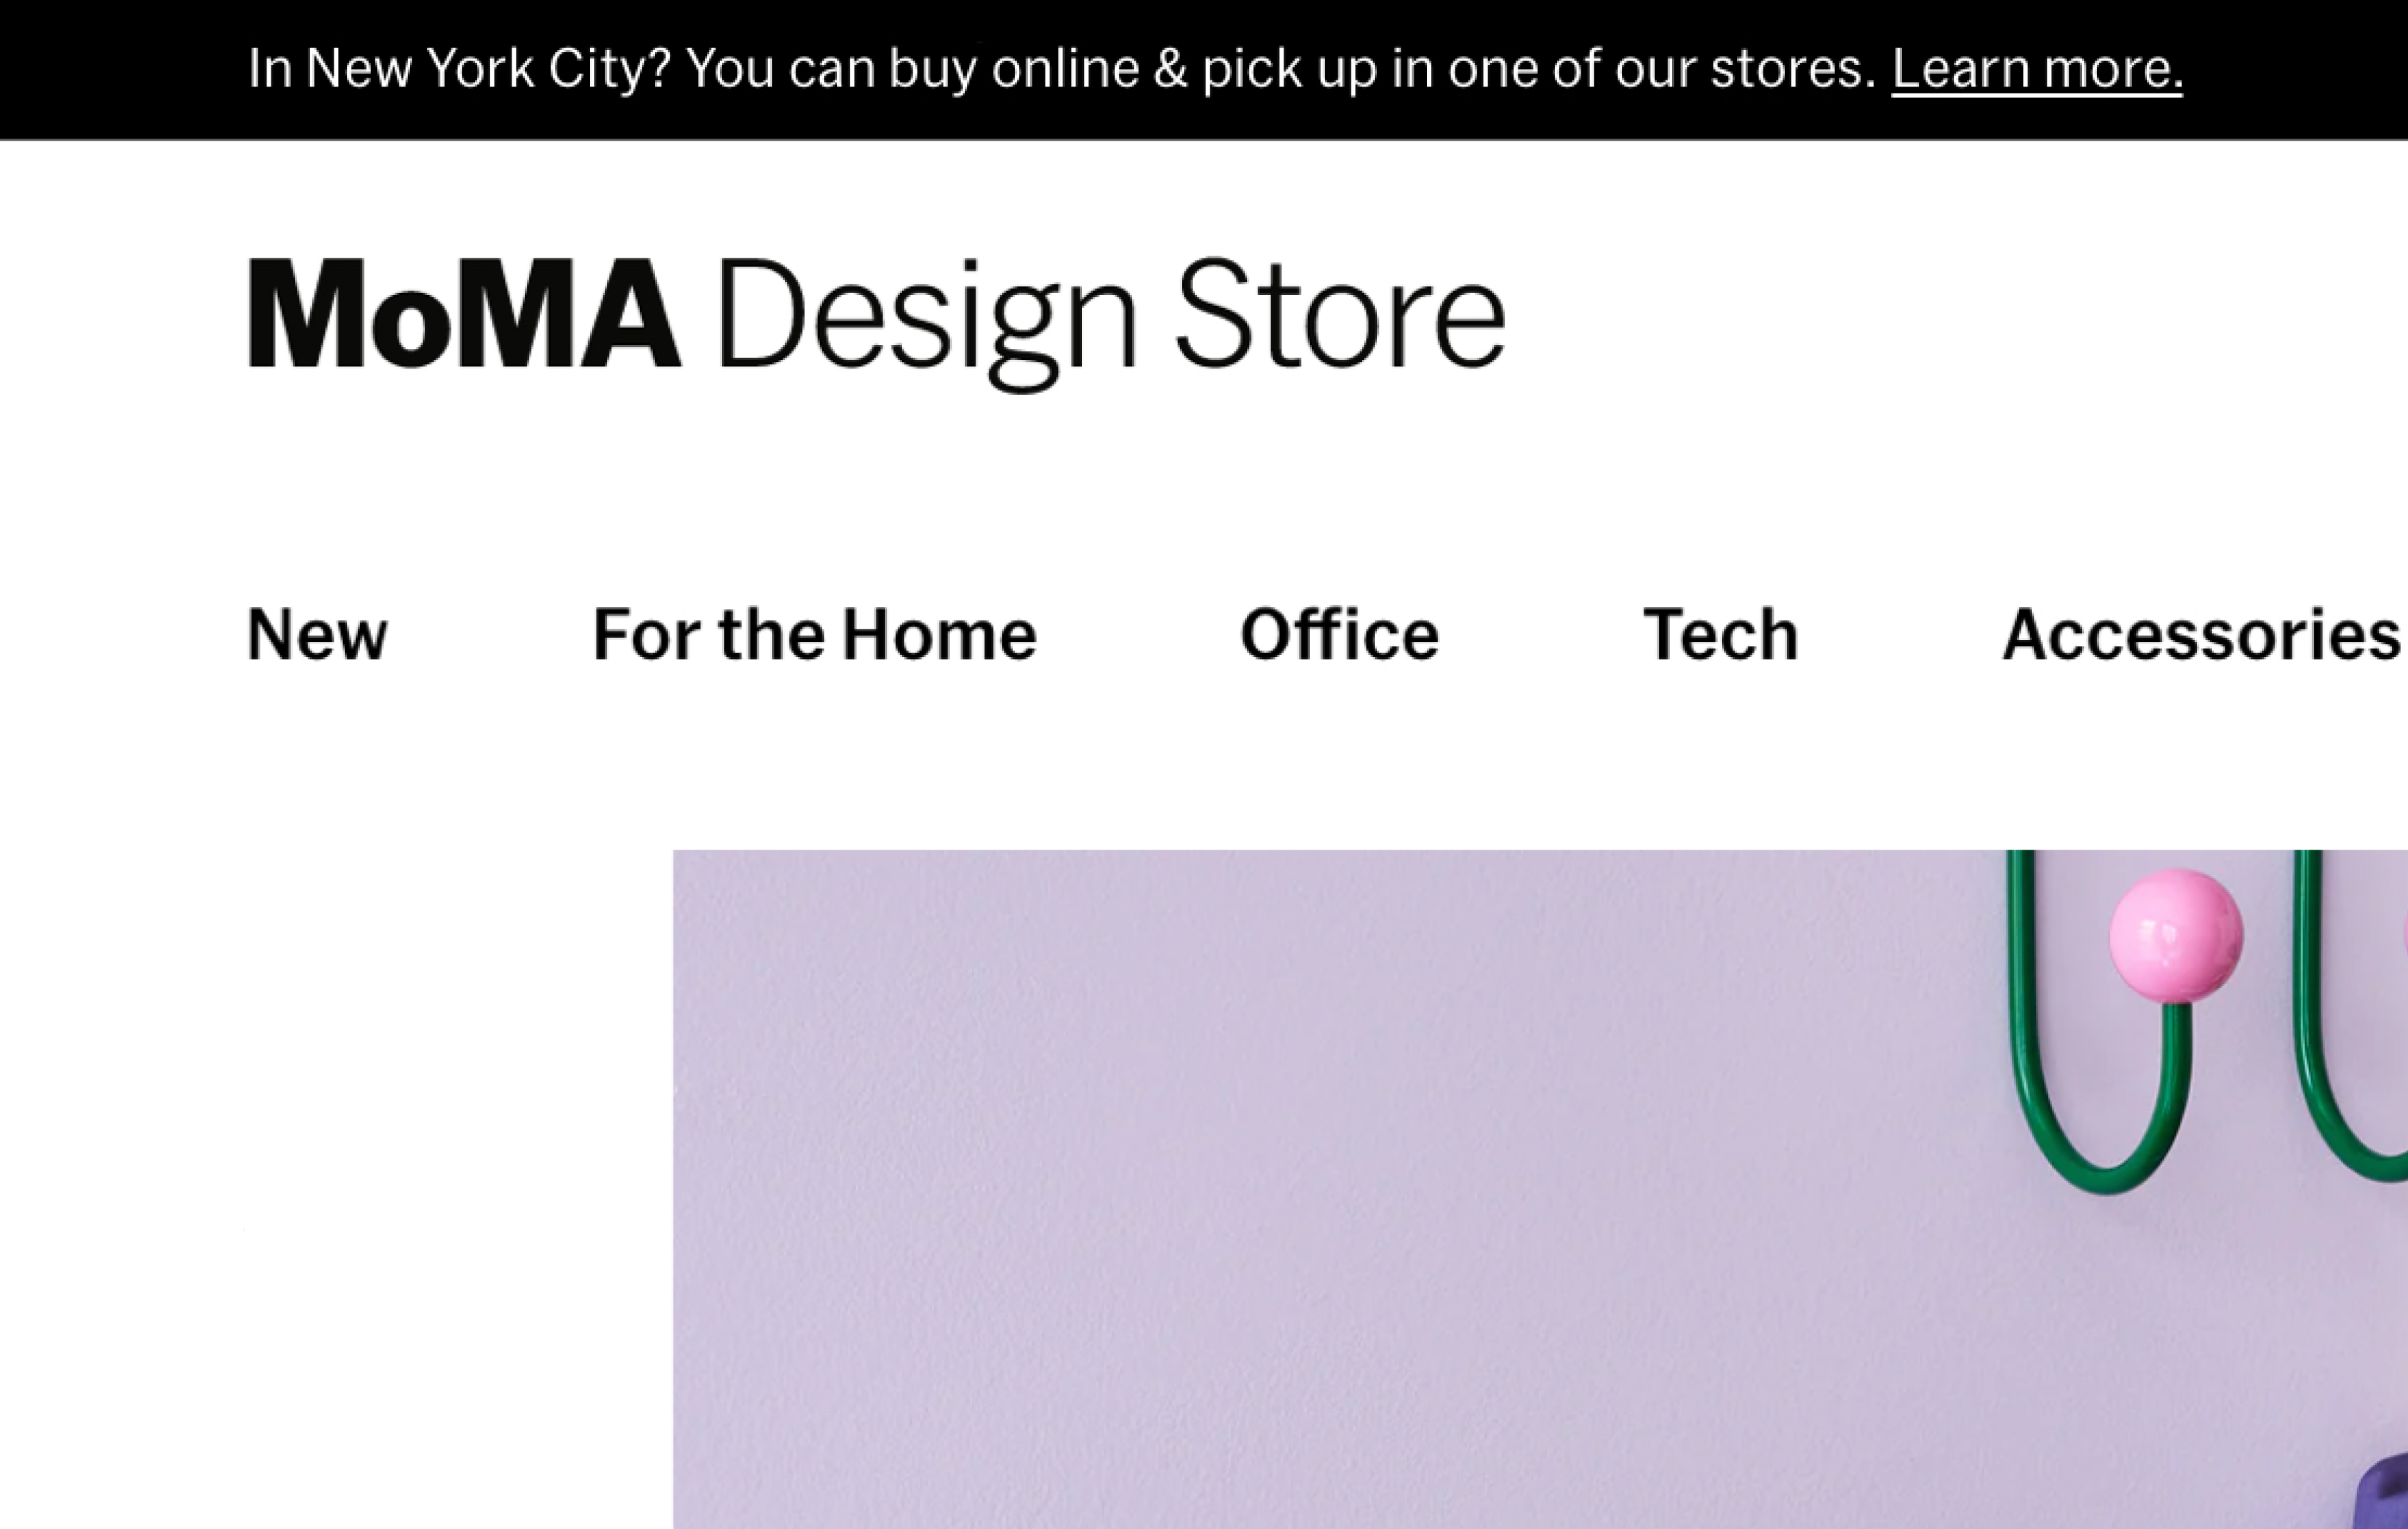 In New York City? You can buy online & pick up in one of our stores. Learn more.
MoMA Design Store
New For the Home Office Tech Accessories